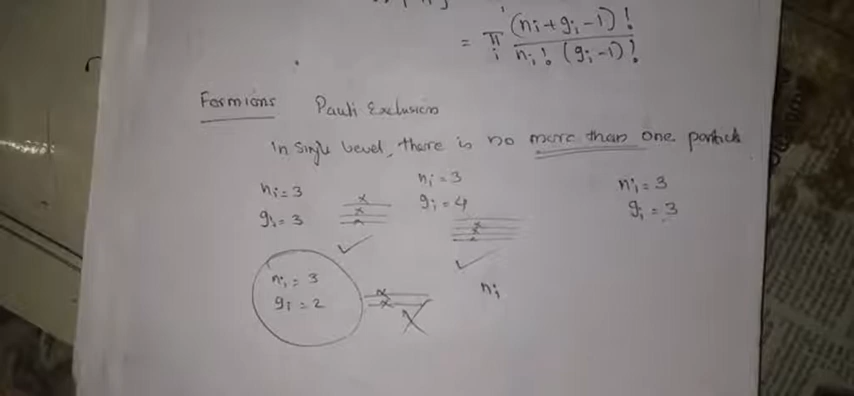 = π i (ni+gi-1)! / ni! (gi-1)!
Formions Pauli Exclusion
In single level, there is no more than one particle
ni=3 ni=3 ni=3
gi=3 gi=4 gi=3
ni=3
gi=2
ni